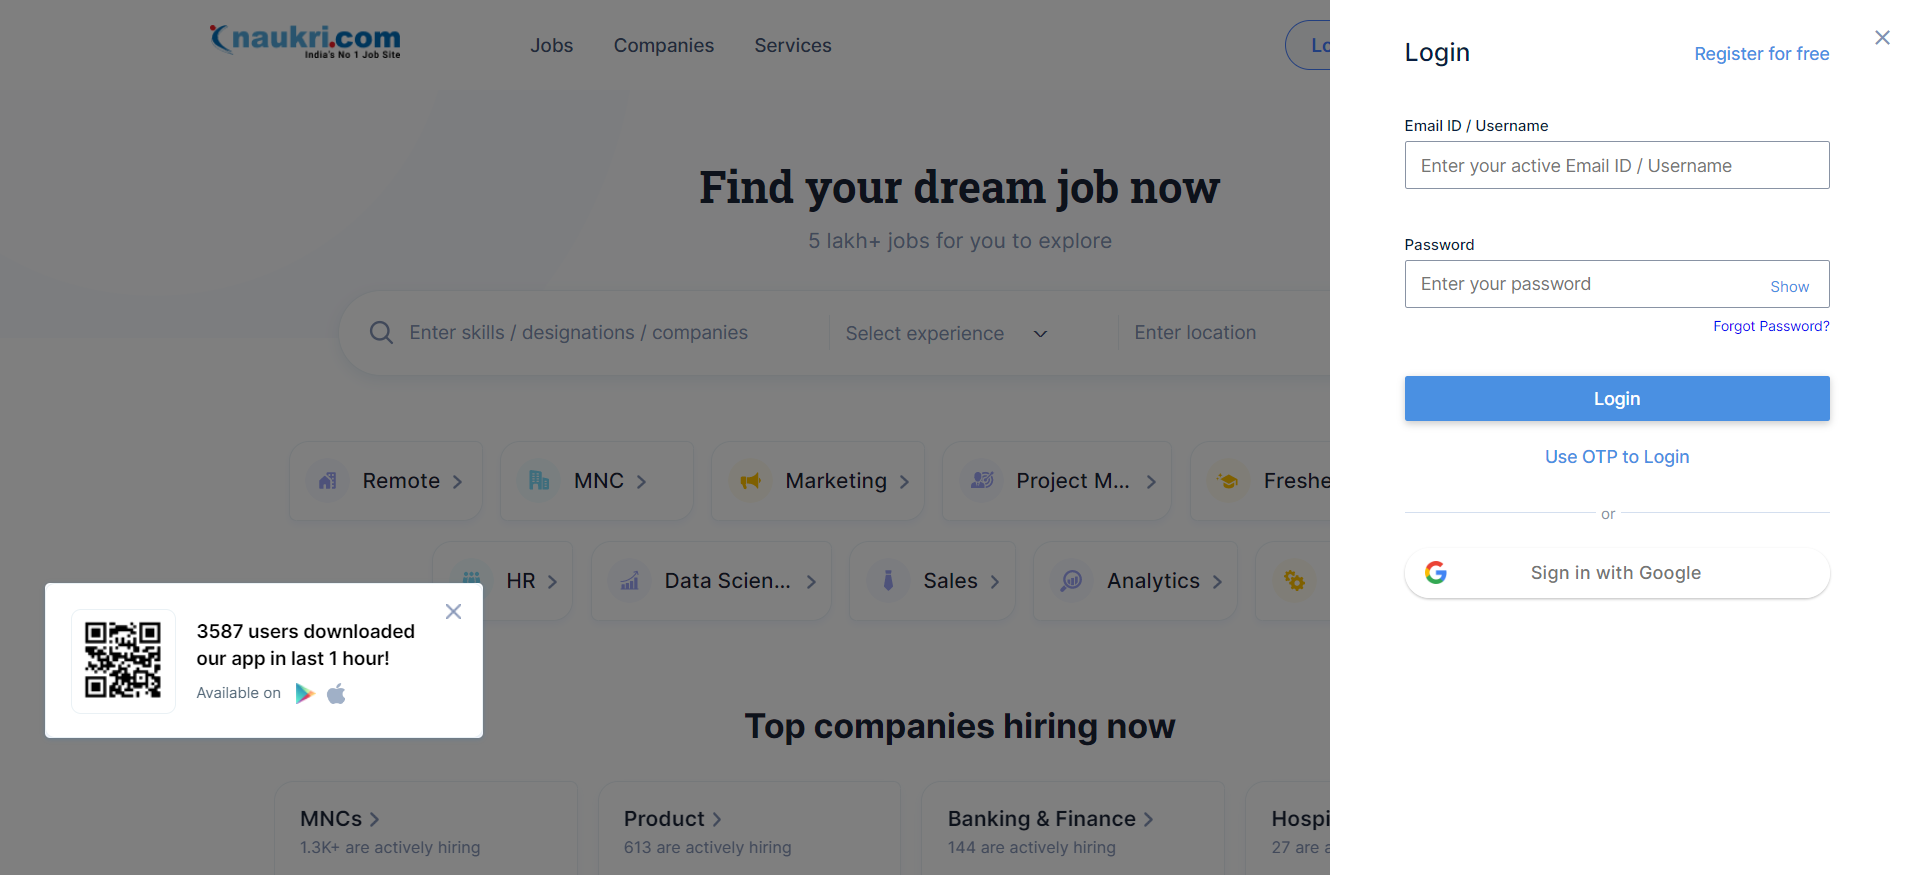 naukri.com
India's No 1 Job Site
Jobs
Companies
Services
Lo
Find your dream job now
5 lakh+ jobs for you to explore
Enter skills / designations / companies
Select experience
Enter location
Remote
MNC
Marketing
Project M...
Freshe
HR
Data Scien...
Sales
Analytics
3587 users downloaded
our app in last 1 hour!
Available on
Top companies hiring now
MNCs
1.3K+ are actively hiring
Product
613 are actively hiring
Banking & Finance
144 are actively hiring
Hospi
27 are a
Login
Register for free
Email ID / Username
Enter your active Email ID / Username
Password
Enter your password
Show
Forgot Password?
Login
Use OTP to Login
or
Sign in with Google